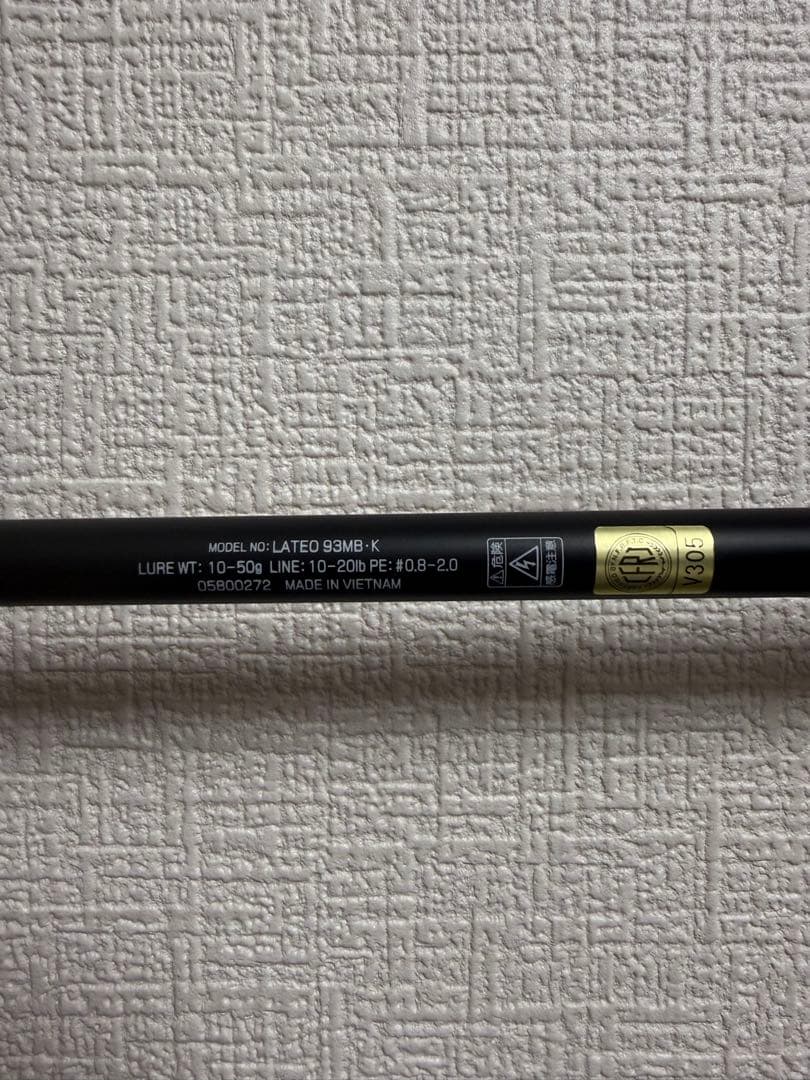 MODEL NO: LATEO 93MB・K
LURE WT: 10-50g LINE: 10-20lb PE: #0.8-2.0
05800272 MADE IN VIETNAM
危険
感電注意
V305